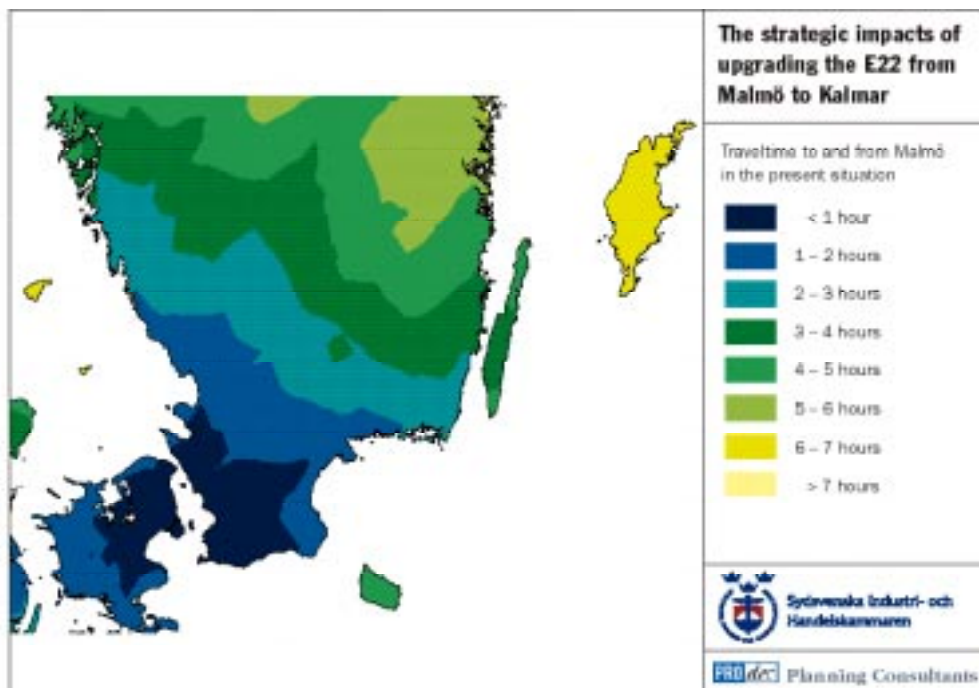 The strategic impacts of
upgrading the E22 from
Malmö to Kalmar
Traveltime to and from Malmö
in the present situation
< 1 hour
1 – 2 hours
2 – 3 hours
3 – 4 hours
4 – 5 hours
5 – 6 hours
6 – 7 hours
> 7 hours
Sydsvenska Industri- och
Handelskammaren
PRO dec Planning Consultants